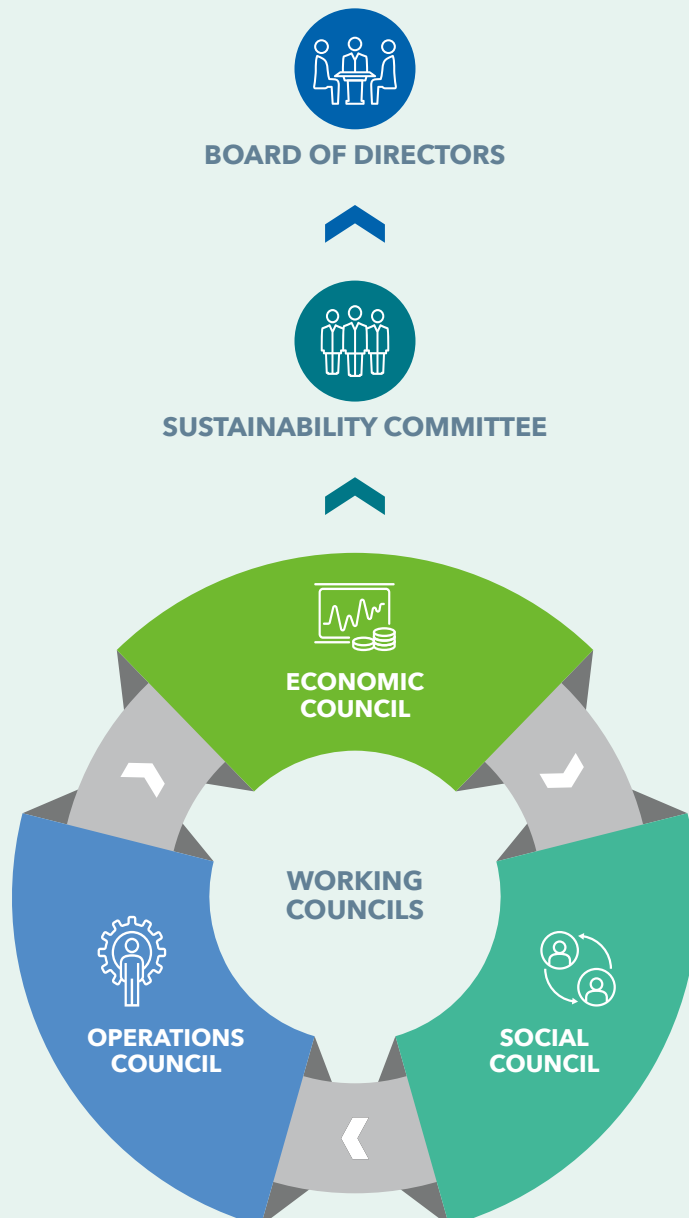 BOARD OF DIRECTORS
SUSTAINABILITY COMMITTEE
ECONOMIC
COUNCIL
WORKING
COUNCILS
OPERATIONS
COUNCIL
SOCIAL
COUNCIL